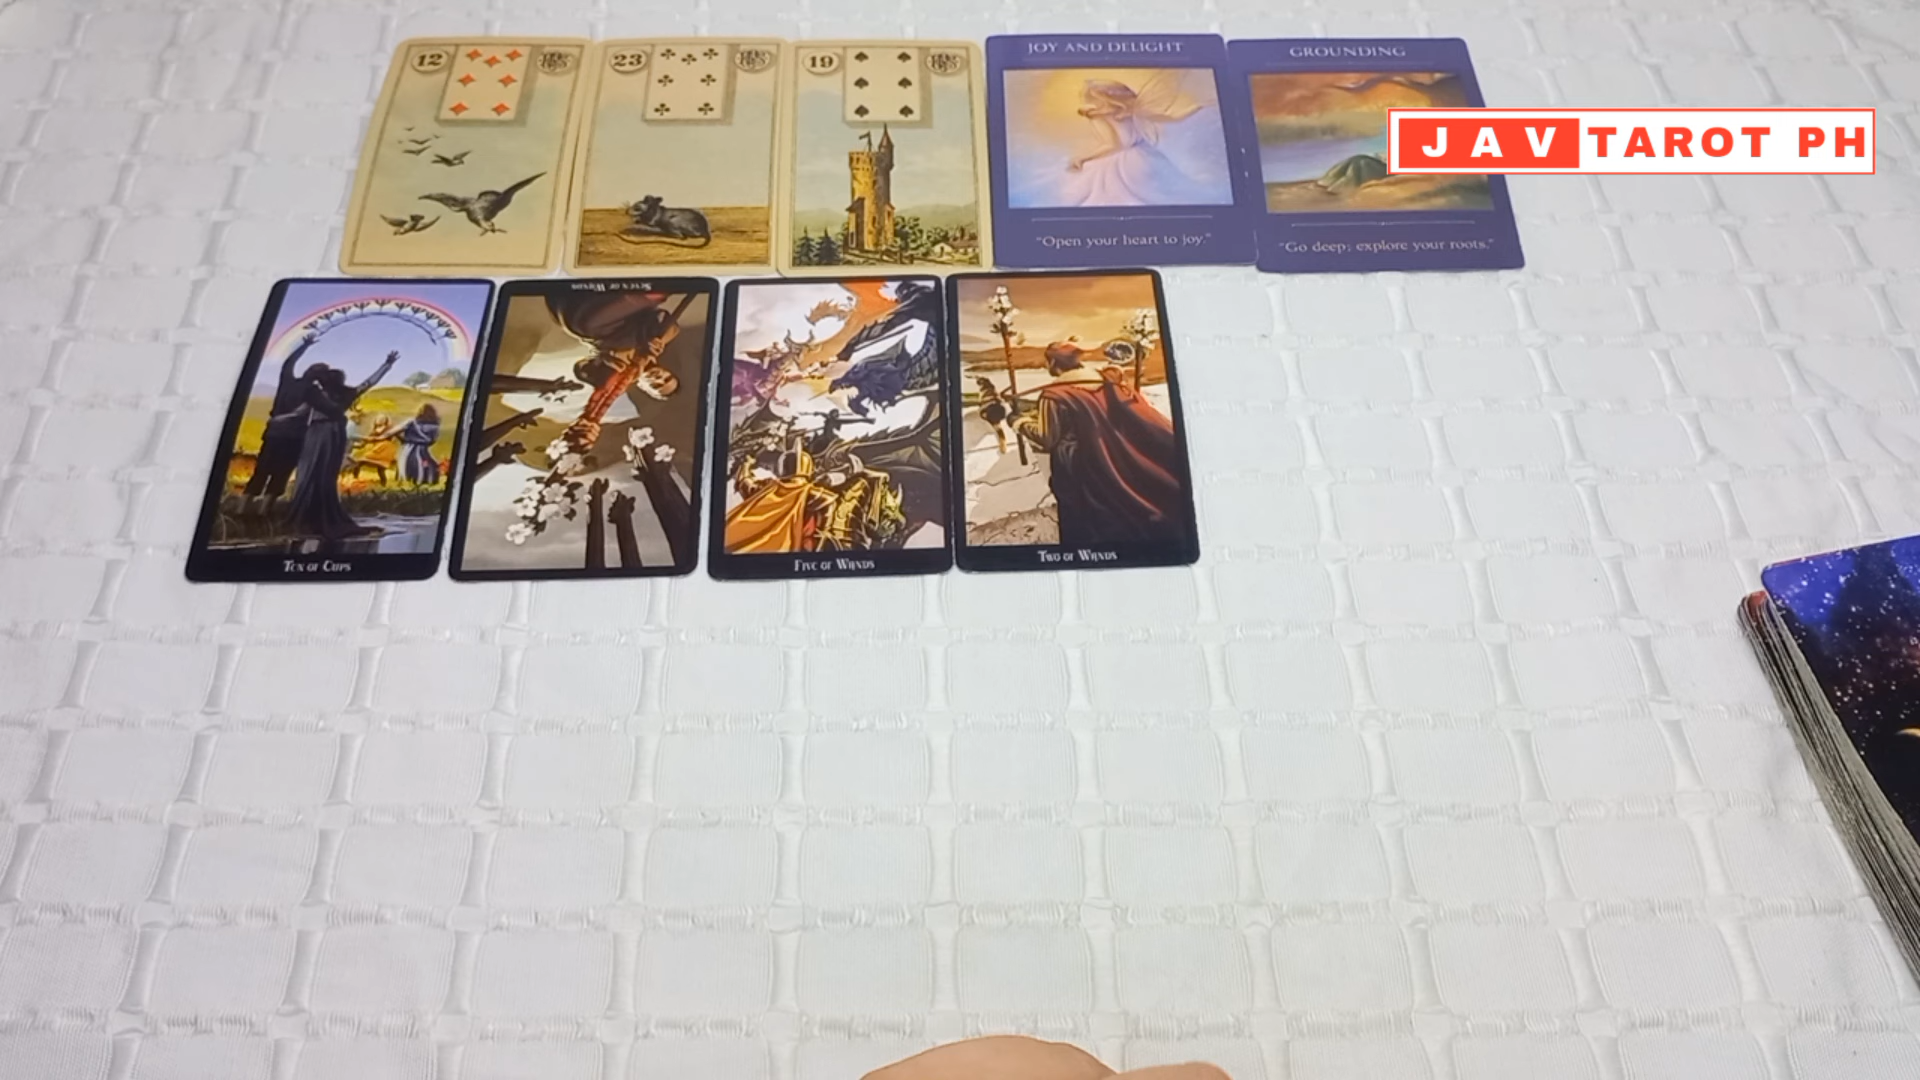 12
23
19
JOY AND DELIGHT
"Open your heart to joy."
GROUNDING
"Go deep; explore your roots."
JAV TAROT PH
Ten of Cups
Seven of Wands
Five of Wands
Two of Wands